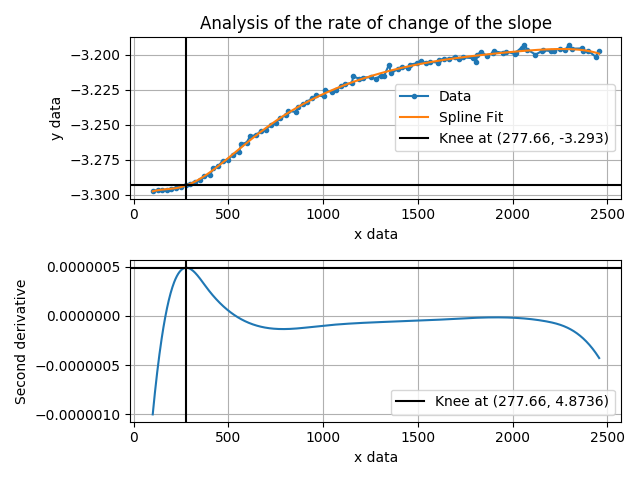 Analysis of the rate of change of the slope
y data
−3.200
−3.225
−3.250
−3.275
−3.300
Data
Spline Fit
Knee at (277.66, -3.293)
0 500 1000 1500 2000 2500
x data
Second derivative
0.0000005
0.0000000
−0.0000005
−0.0000010
Knee at (277.66, 4.8736)
0 500 1000 1500 2000 2500
x data